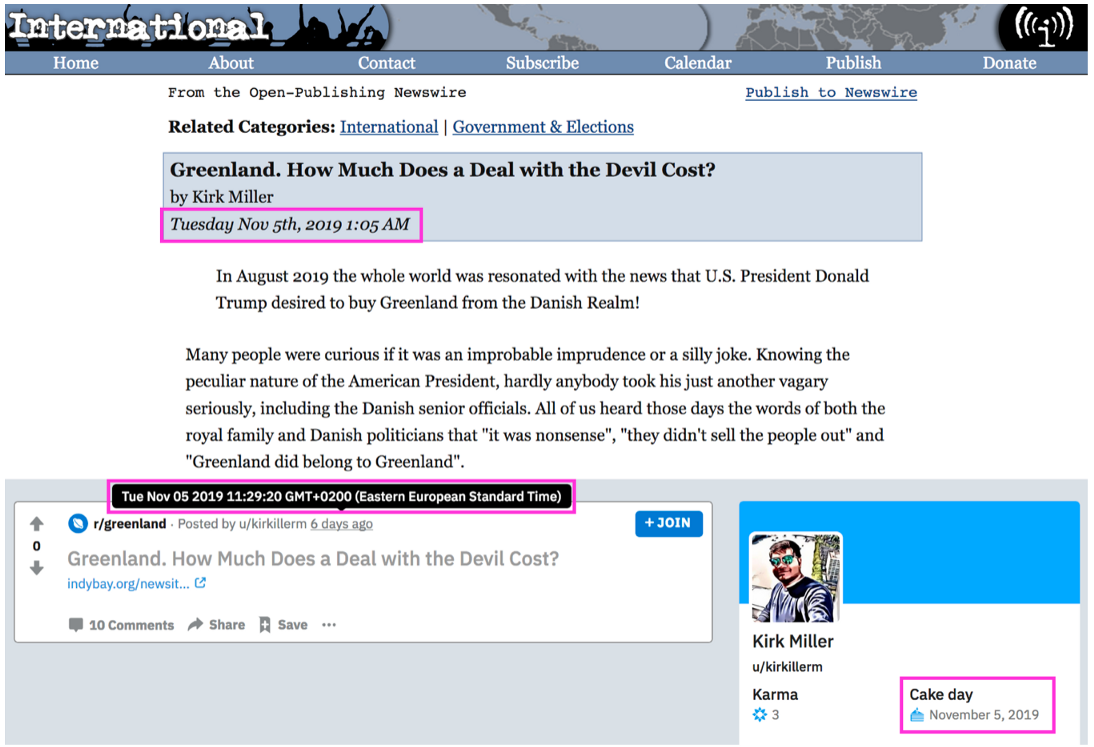 International
Home About Contact Subscribe Calendar Publish Donate
From the Open-Publishing Newswire Publish to Newswire
Related Categories: International | Government & Elections
Greenland. How Much Does a Deal with the Devil Cost?
by Kirk Miller
Tuesday Nov 5th, 2019 1:05 AM
In August 2019 the whole world was resonated with the news that U.S. President Donald
Trump desired to buy Greenland from the Danish Realm!
Many people were curious if it was an improbable imprudence or a silly joke. Knowing the
peculiar nature of the American President, hardly anybody took his just another vagary
seriously, including the Danish senior officials. All of us heard those days the words of both the
royal family and Danish politicians that "it was nonsense", "they didn't sell the people out" and
"Greenland did belong to Greenland".
Tue Nov 05 2019 11:29:20 GMT+0200 (Eastern European Standard Time)
r/greenland · Posted by u/kirkillerm 6 days ago
+ JOIN
0
Greenland. How Much Does a Deal with the Devil Cost?
indybay.org/newsit...
10 Comments Share Save ...
Kirk Miller
u/kirkillerm
Karma Cake day
3 November 5, 2019